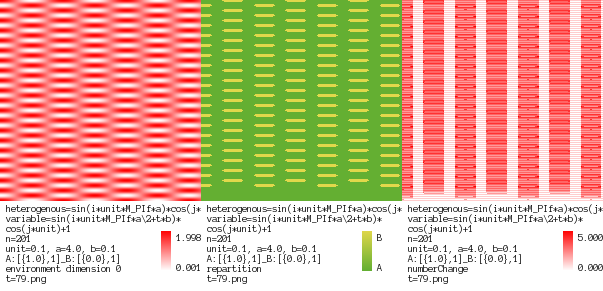 heterogenous=sin(i*unit*M_PIf*a)*cos(j*
variable=sin(i*unit*M_PIf*a\2+t*b)*
cos(j*unit)+1
n=201
unit=0.1, a=4.0, b=0.1
A:[{1.0},1]_B:[{0.0},1]
environment dimension 0
t=79.png
1.998
0.001
heterogenous=sin(i*unit*M_PIf*a)*cos(j*
variable=sin(i*unit*M_PIf*a\2+t*b)*
cos(j*unit)+1
n=201
unit=0.1, a=4.0, b=0.1
A:[{1.0},1]_B:[{0.0},1]
repartition
t=79.png
B
A
heterogenous=sin(i*unit*M_PIf*a)*cos(j*
variable=sin(i*unit*M_PIf*a\2+t*b)*
cos(j*unit)+1
n=201
unit=0.1, a=4.0, b=0.1
A:[{1.0},1]_B:[{0.0},1]
numberChange
t=79.png
5.000
0.000